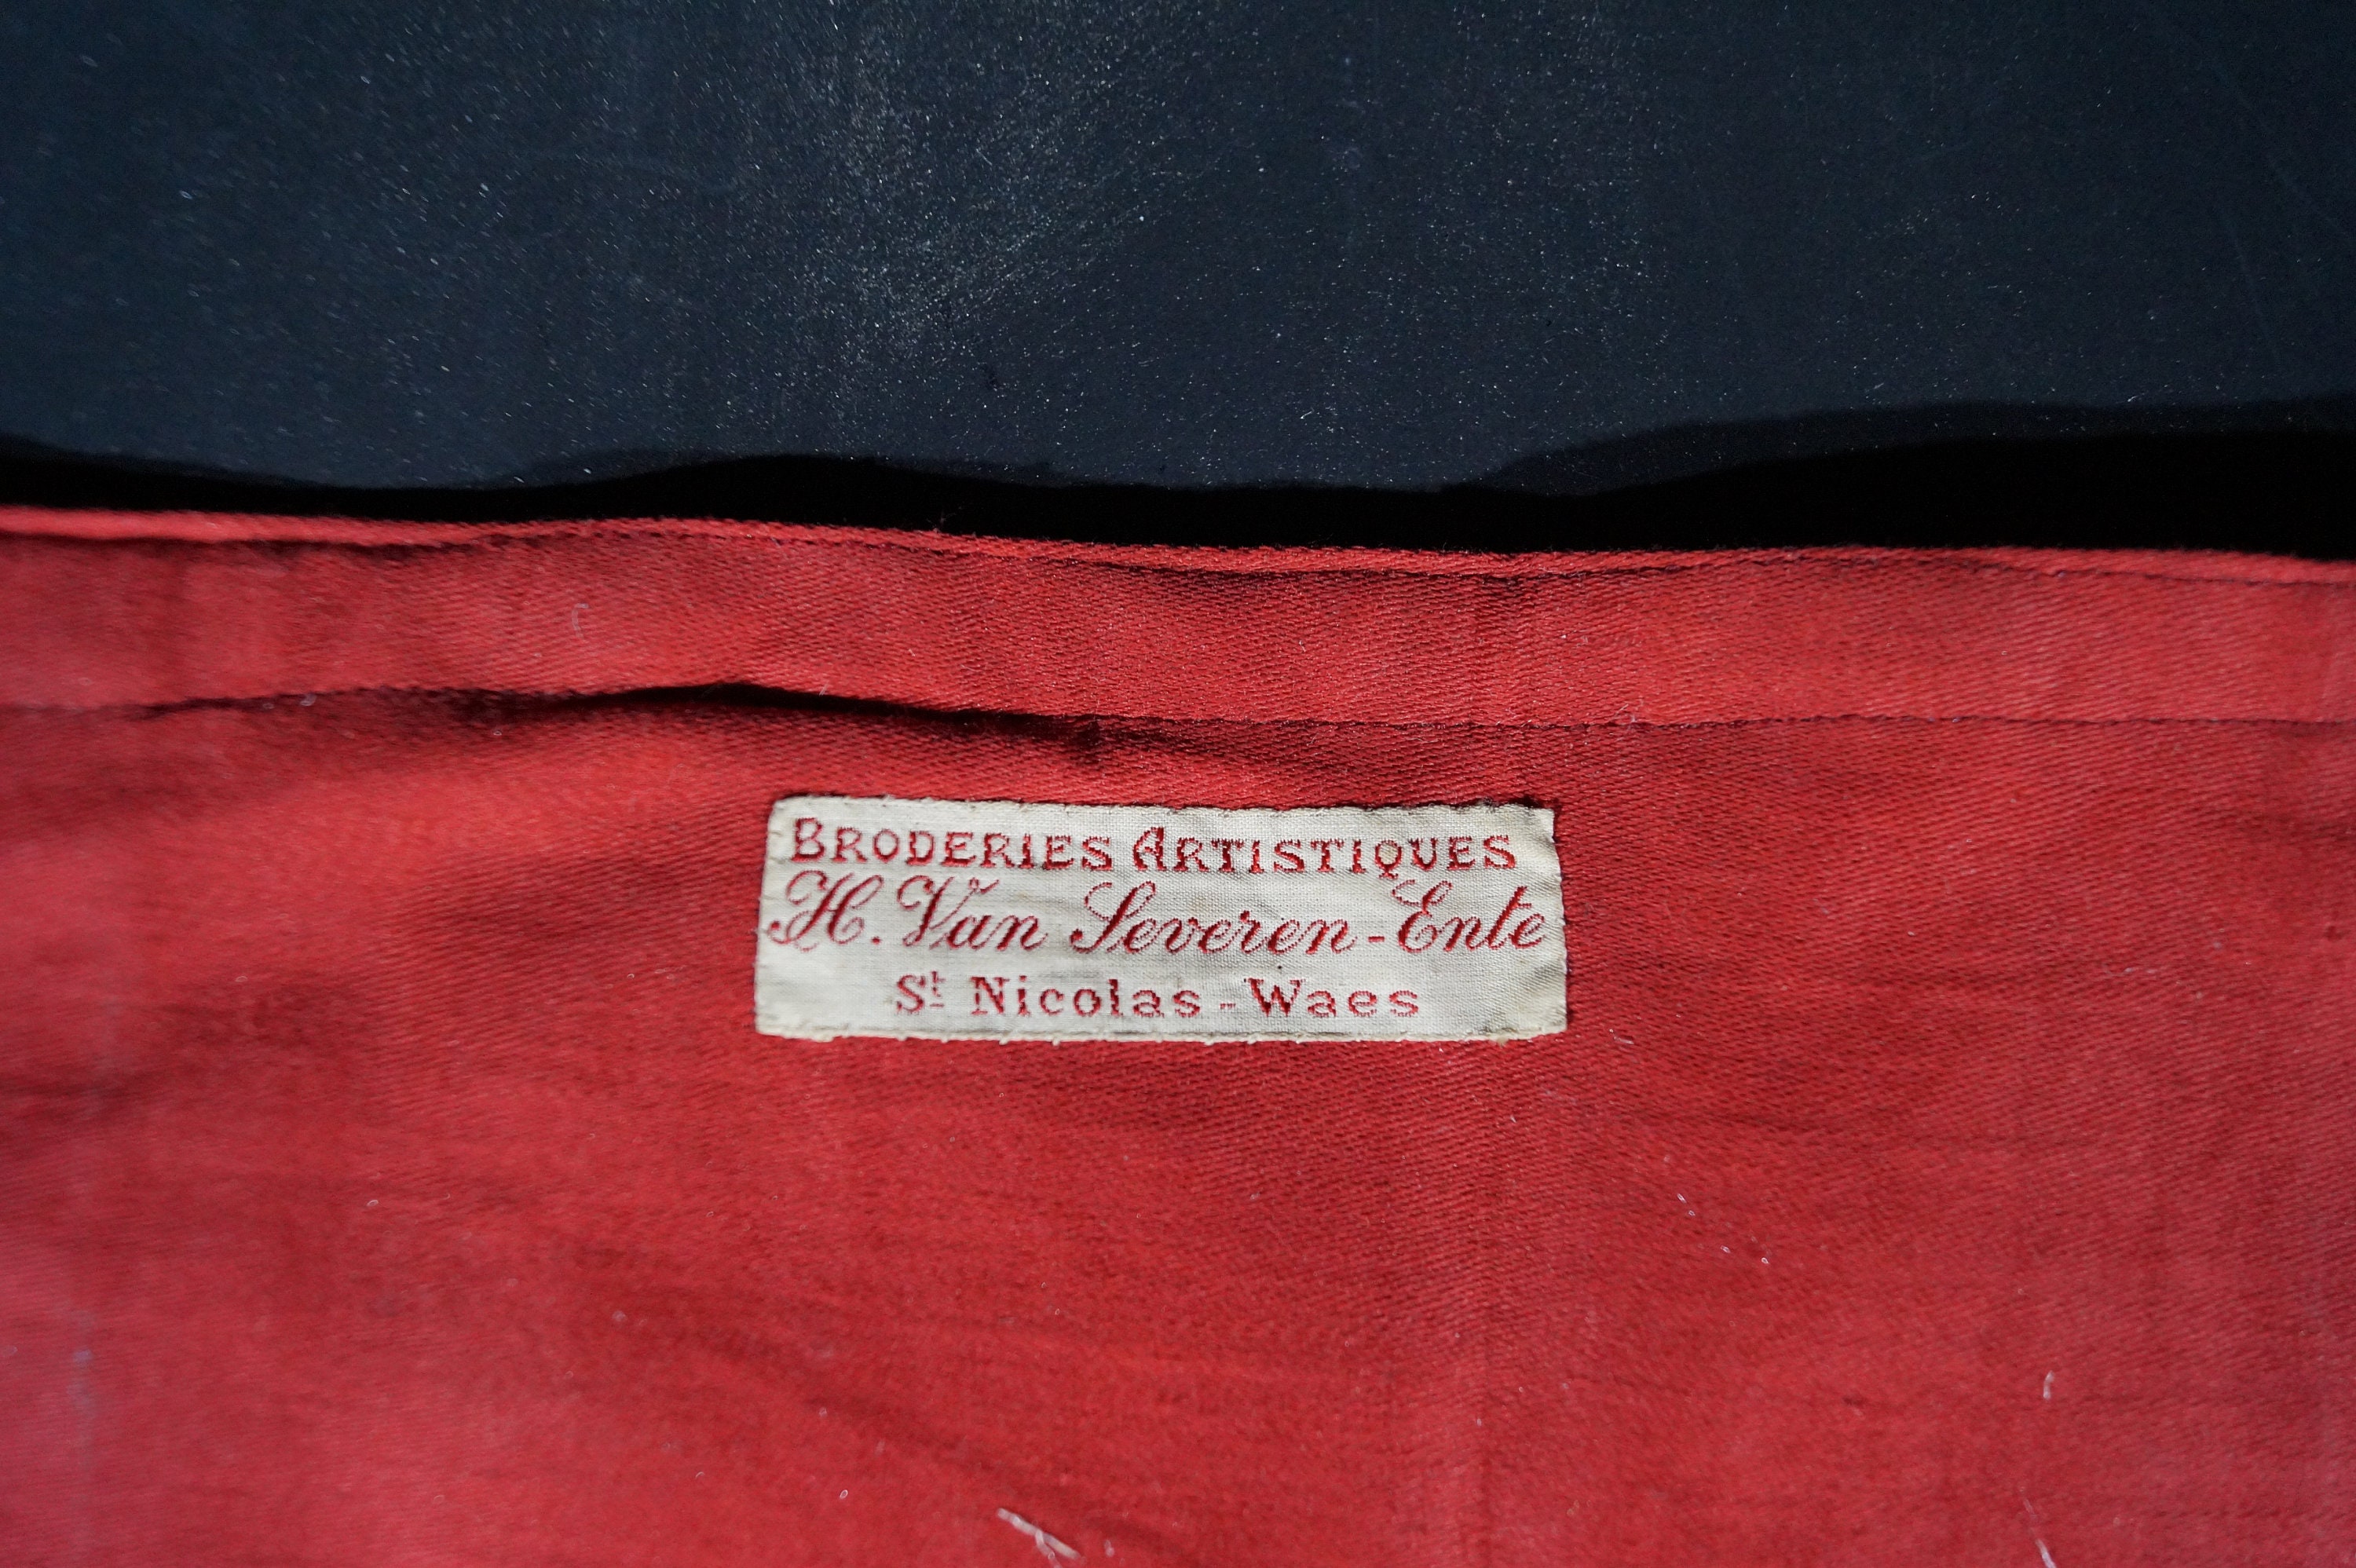 BRODERIES ARTISTIQUES
H. Van Severen-Ente
St Nicolas-Waes